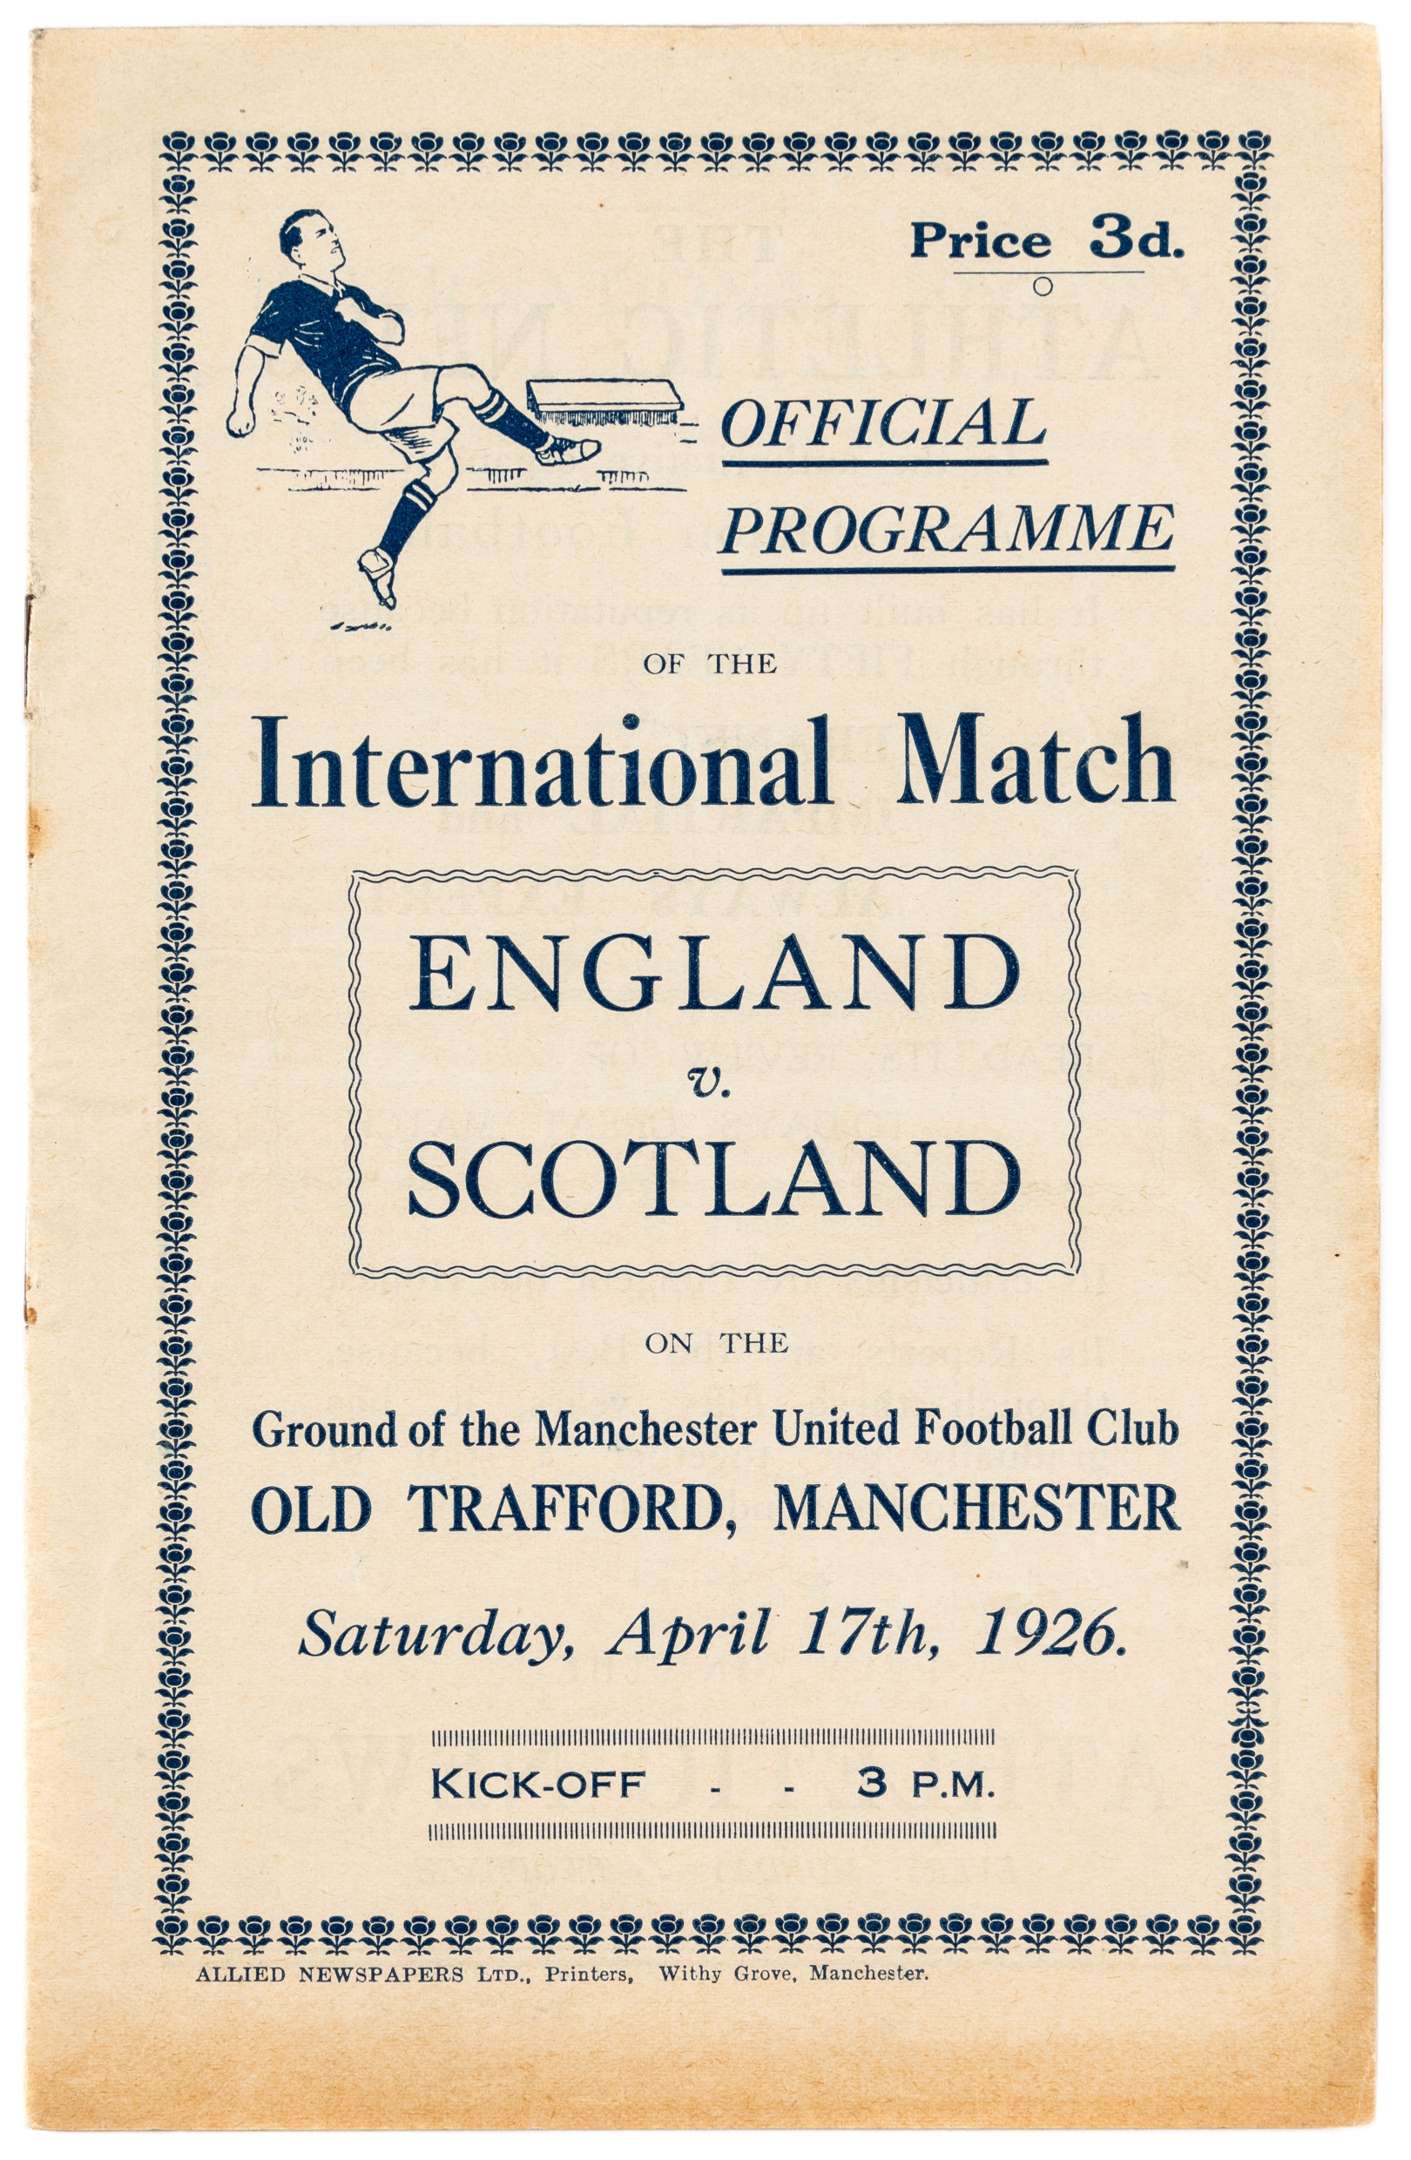 Price 3d.
OFFICIAL
PROGRAMME
OF THE
International Match
ENGLAND
v.
SCOTLAND
ON THE
Ground of the Manchester United Football Club
OLD TRAFFORD, MANCHESTER
Saturday, April 17th, 1926.
KICK-OFF - - 3 P.M.
ALLIED NEWSPAPERS LTD., Printers, Withy Grove, Manchester.